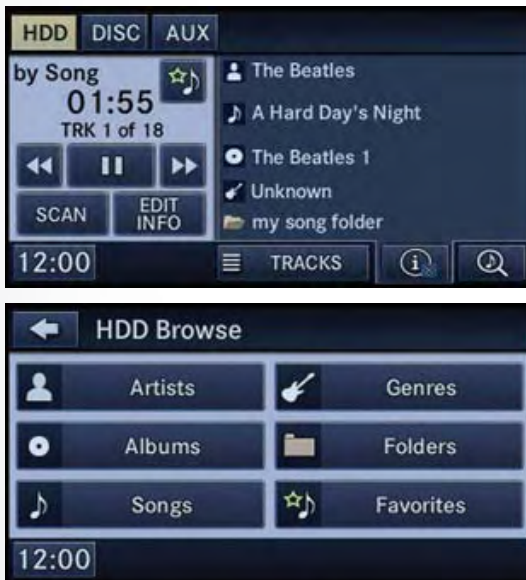 HDD DISC AUX
by Song
01:55
TRK 1 of 18
SCAN EDIT INFO
The Beatles
A Hard Day's Night
The Beatles 1
Unknown
my song folder
12:00 TRACKS
HDD Browse
Artists Genres
Albums Folders
Songs Favorites
12:00